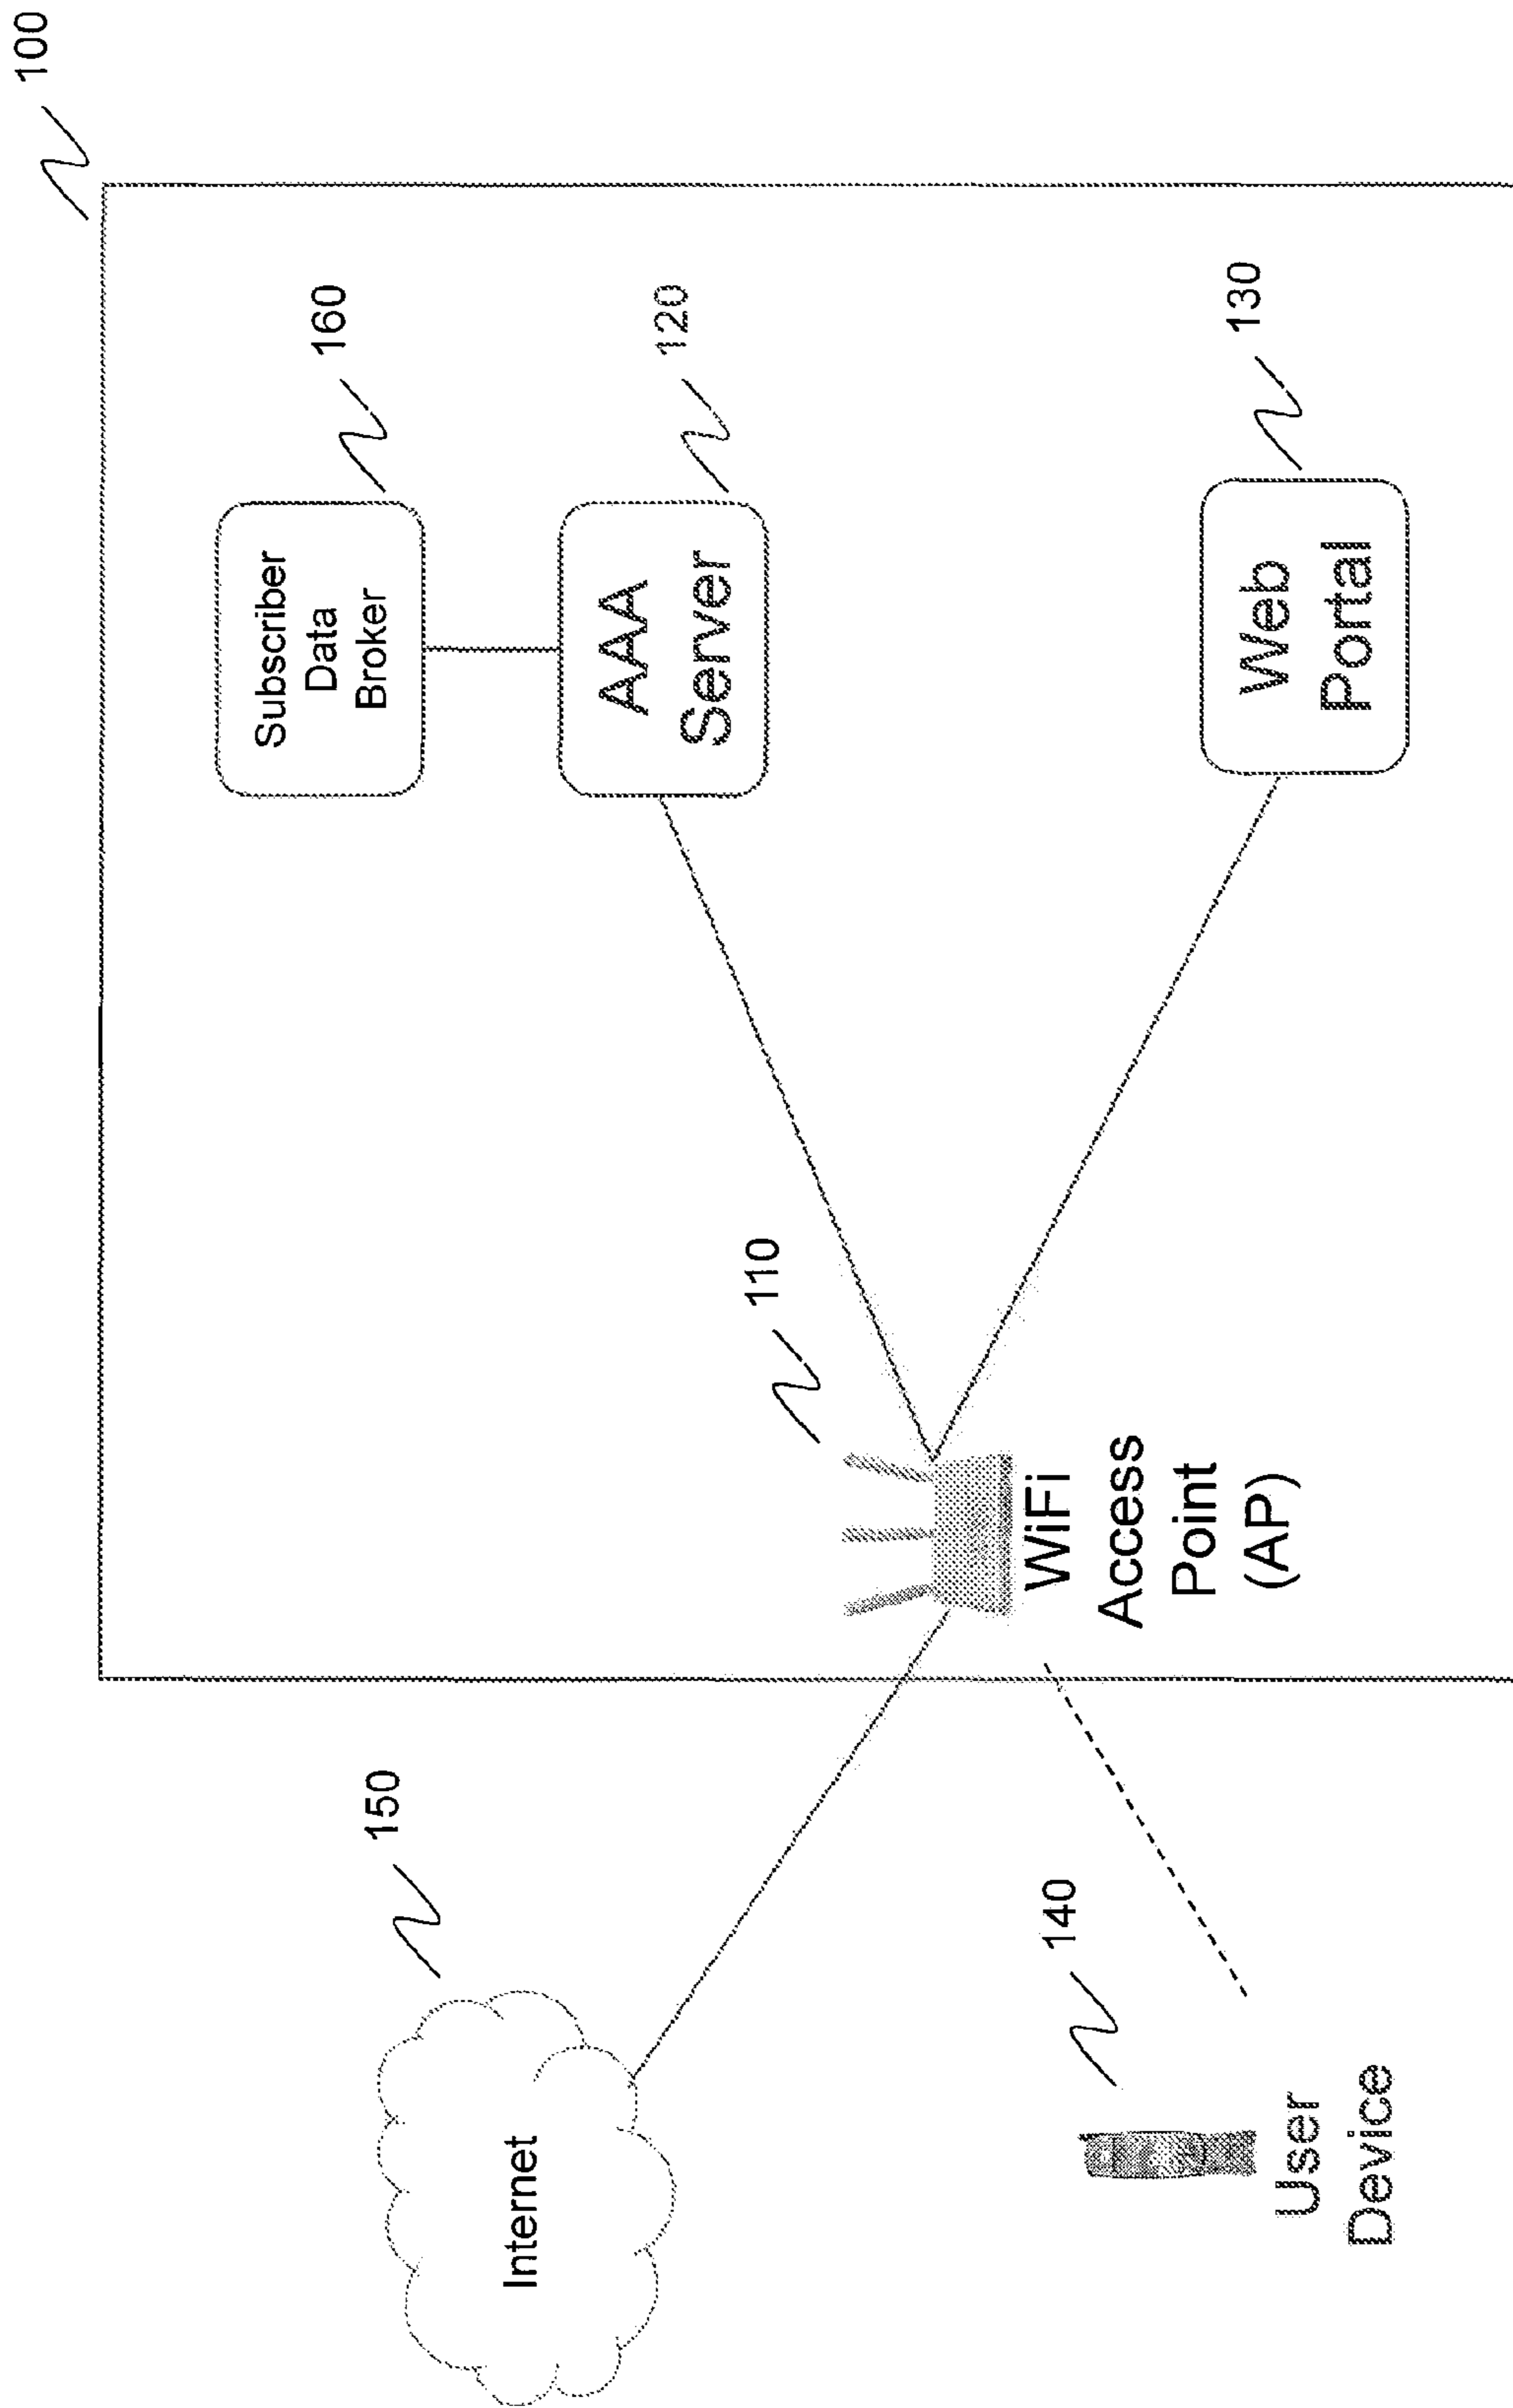 100
Subscriber
Data
Broker
160
AAA
Server
120
Web
Portal
130
110
WiFi
Access
Point
(AP)
150
Internet
140
User
Device